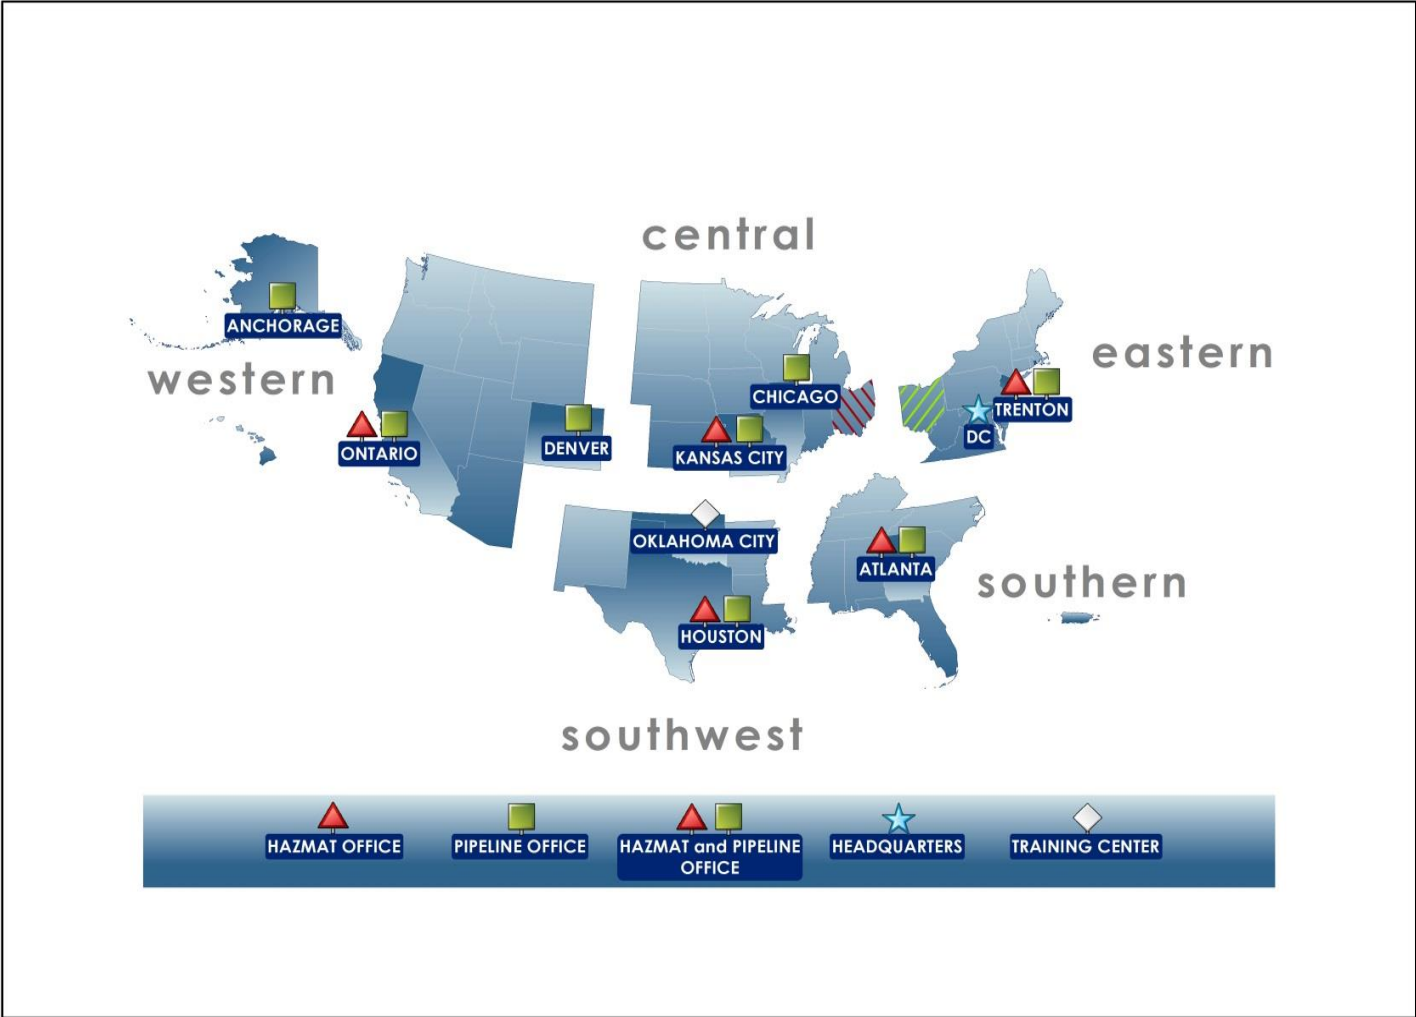 central
eastern
western
ANCHORAGE
CHICAGO
TRENTON
DC
ONTARIO
DENVER
KANSAS CITY
OKLAHOMA CITY
ATLANTA
southern
HOUSTON
southwest
HAZMAT OFFICE
PIPELINE OFFICE
HAZMAT and PIPELINE
OFFICE
HEADQUARTERS
TRAINING CENTER